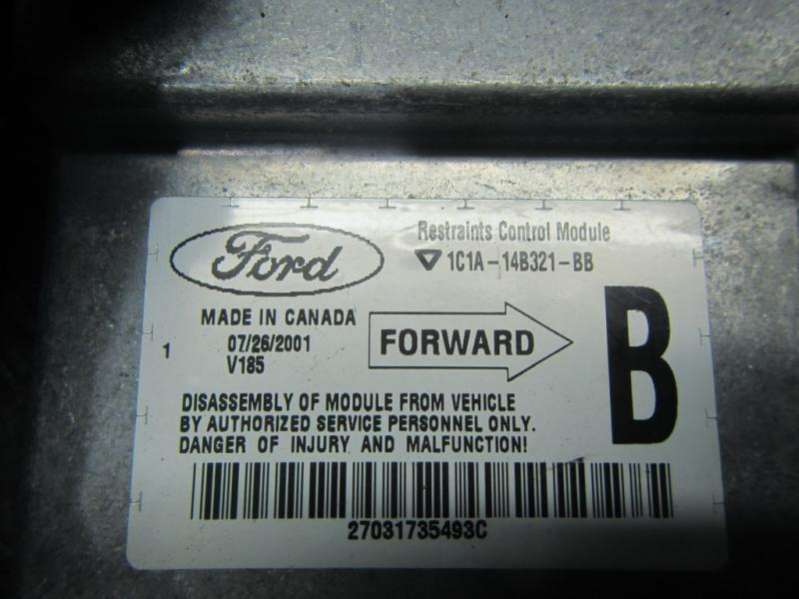 Ford
Restraints Control Module
1C1A-14B321-BB
MADE IN CANADA
07/26/2001
V185
1
FORWARD
B
DISASSEMBLY OF MODULE FROM VEHICLE
BY AUTHORIZED SERVICE PERSONNEL ONLY.
DANGER OF INJURY AND MALFUNCTION!
27031735493C